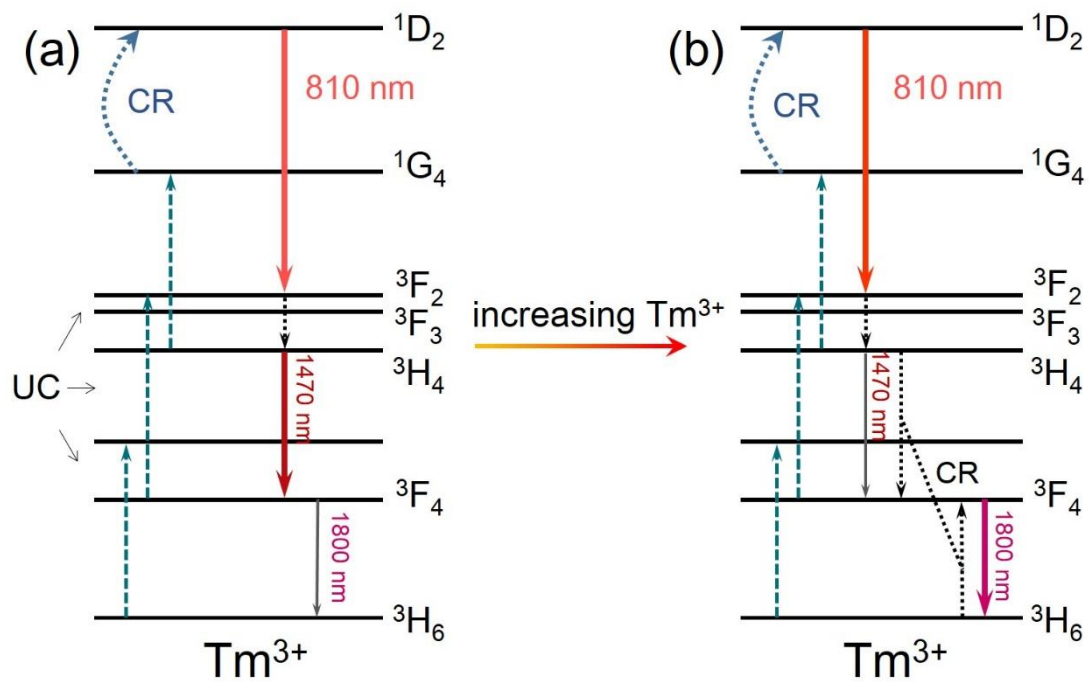 (a)
¹D₂
810 nm
CR
¹G₄
³F₂
³F₃
³H₄
UC
1470 nm
³F₄
1800 nm
³H₆
Tm³⁺
increasing Tm³⁺
(b)
¹D₂
810 nm
CR
¹G₄
³F₂
³F₃
³H₄
1470 nm
CR
³F₄
1800 nm
³H₆
Tm³⁺